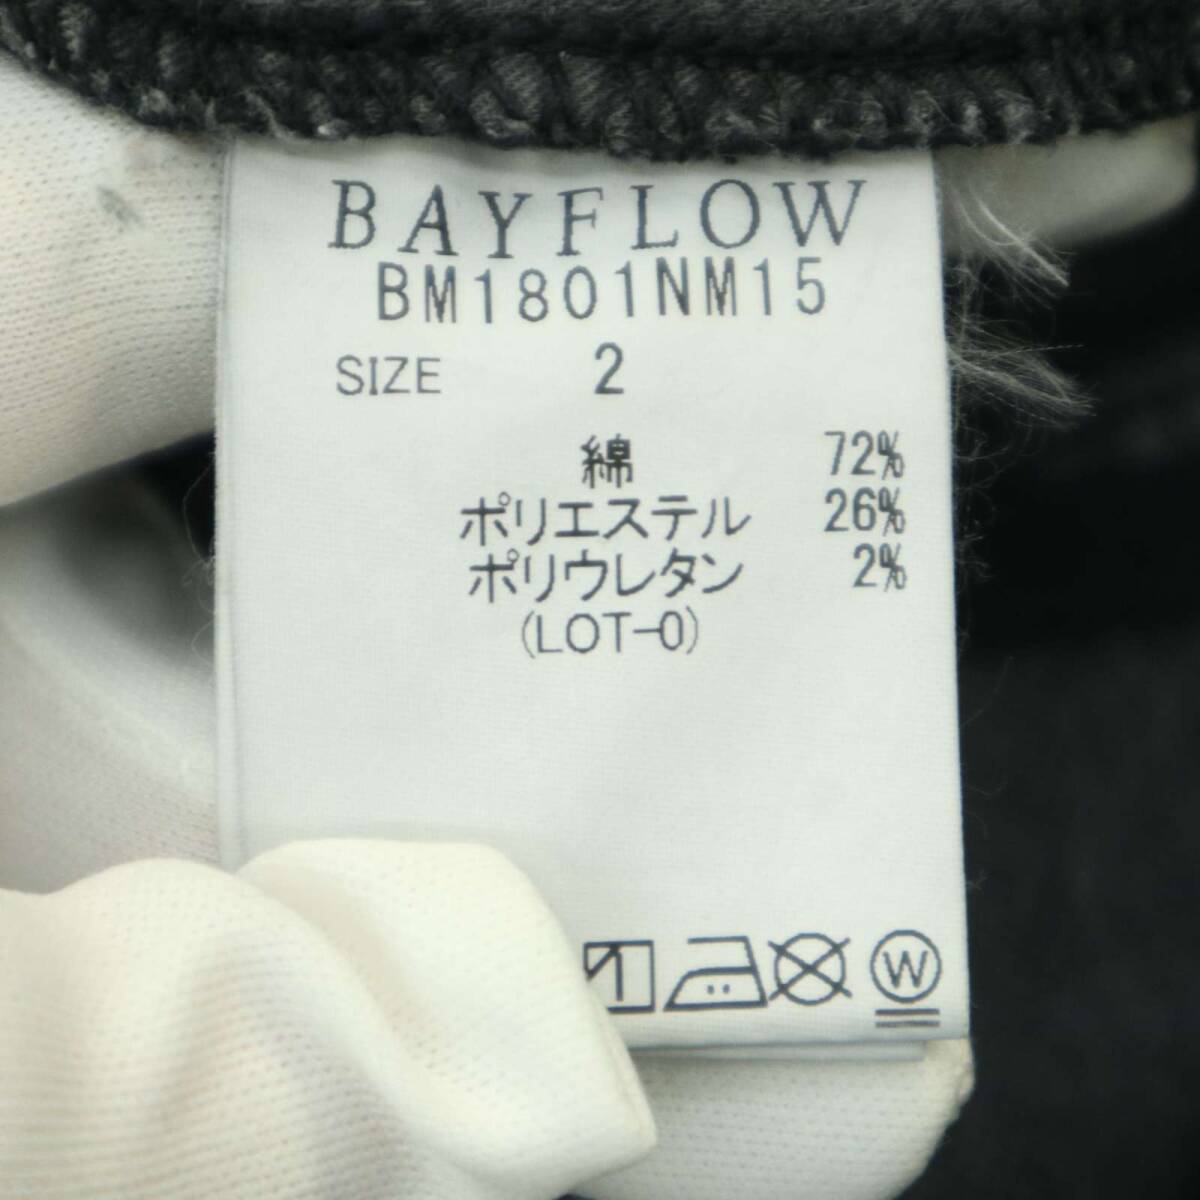 BAYFLOW
BM1801NM15
SIZE 2
綿 72%
ポリエステル 26%
ポリウレタン 2%
(LOT-0)
W